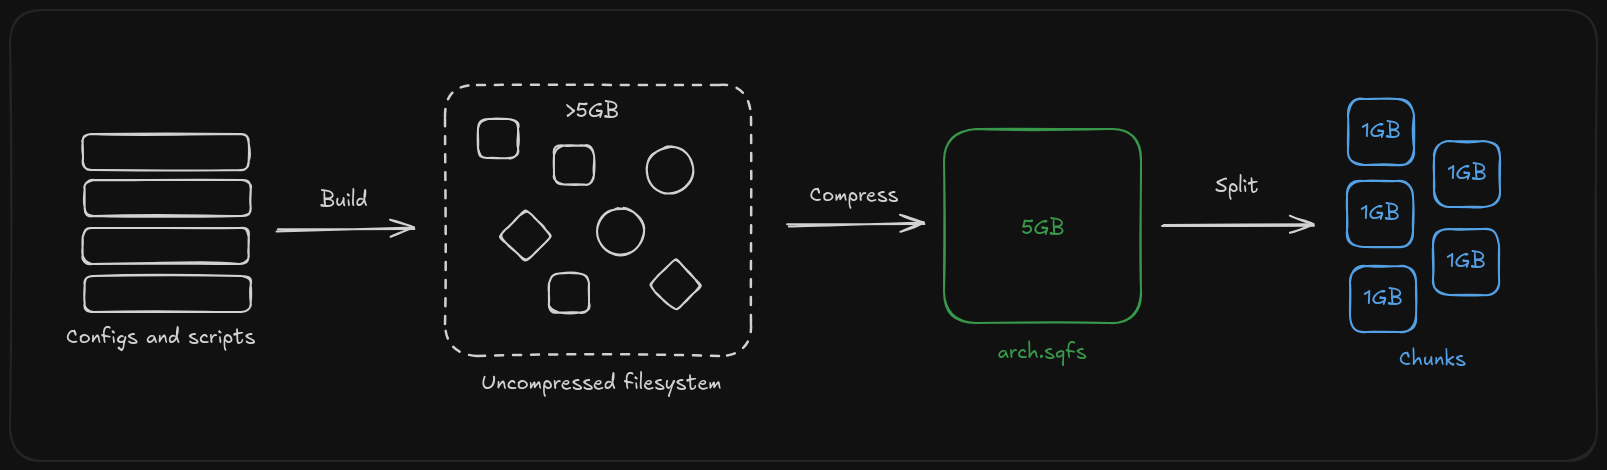 Configs and scripts
Build
>5GB
Uncompressed filesystem
Compress
5GB
arch.sqfs
Split
1GB
1GB
1GB
1GB
1GB
Chunks